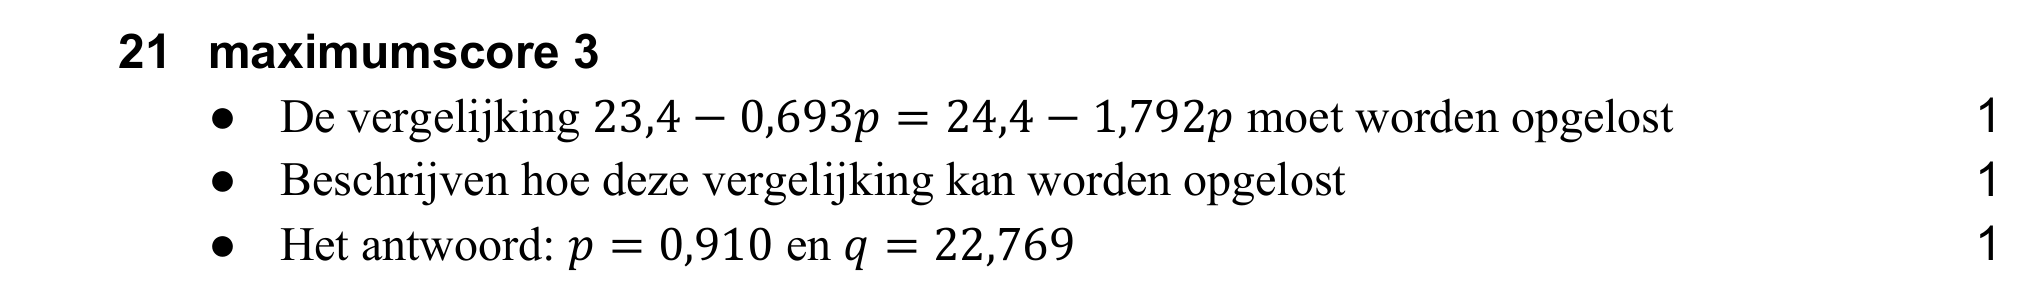 21 maximumscore 3
● De vergelijking 23,4 − 0,693p = 24,4 − 1,792p moet worden opgelost 1
● Beschrijven hoe deze vergelijking kan worden opgelost 1
● Het antwoord: p = 0,910 en q = 22,769 1